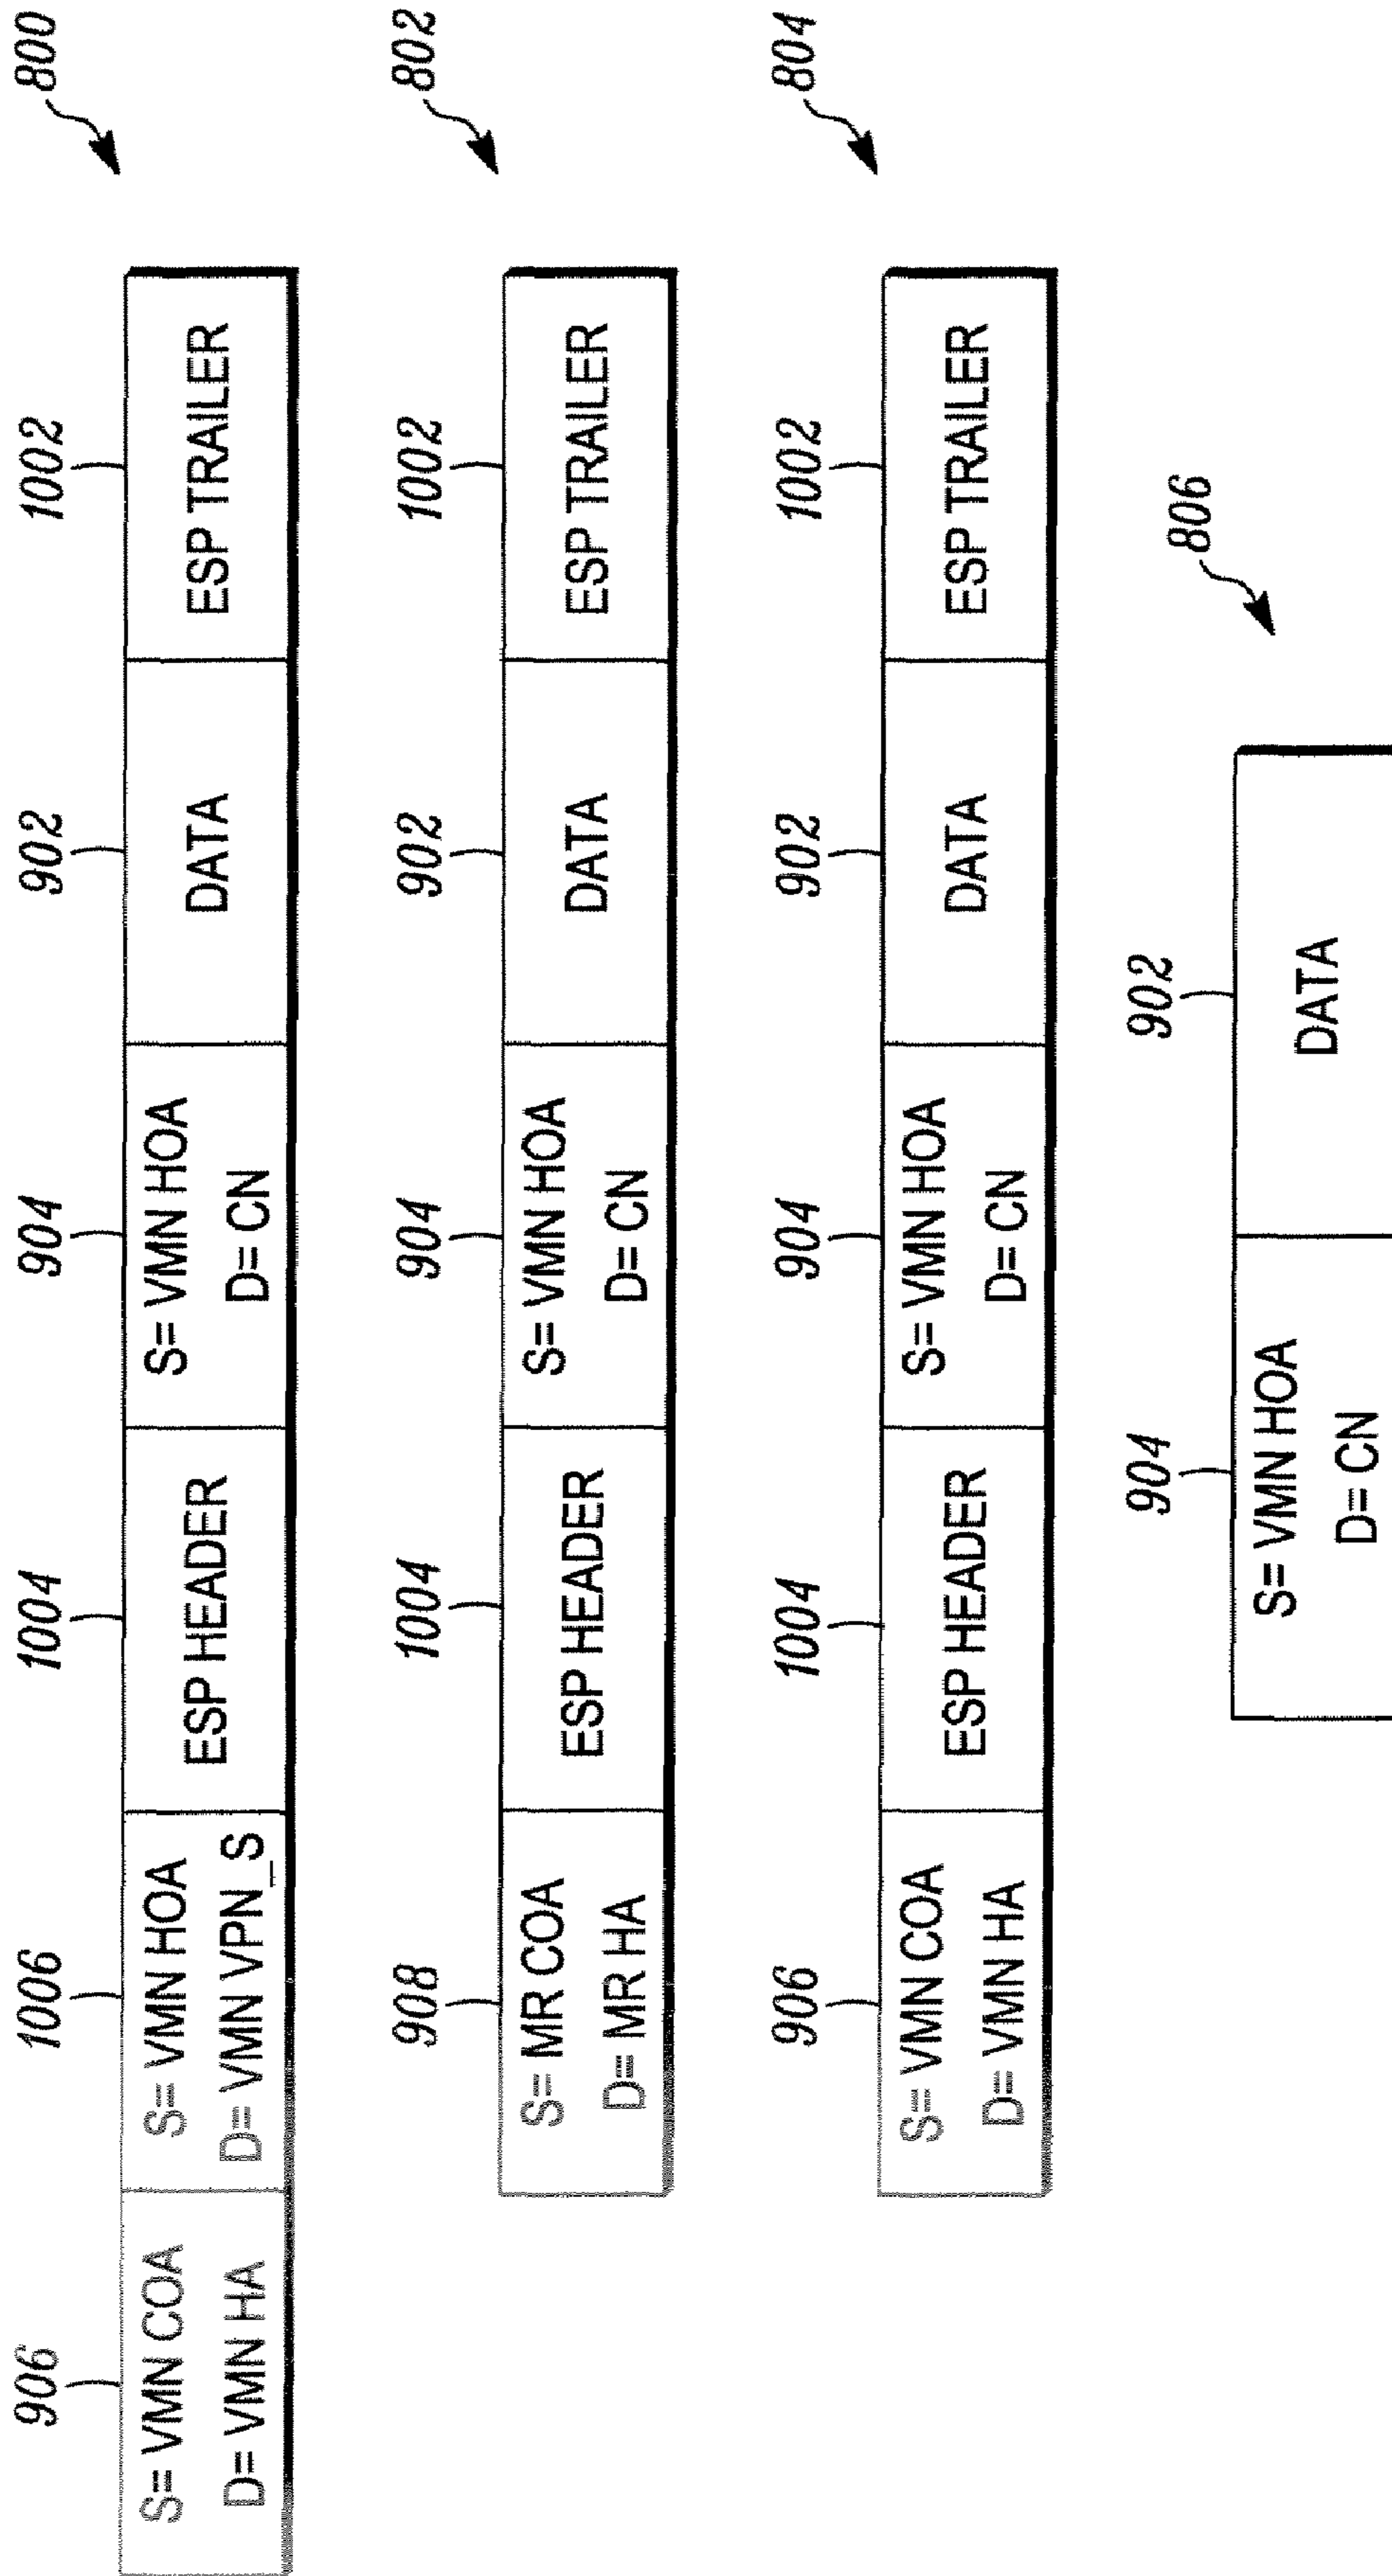 800
906
1006
1004
904
902
1002
S= VMN COA
D= VMN HA
S= VMN HOA
D= VMN VPN_S
ESP HEADER
S= VMN HOA
D= CN
DATA
ESP TRAILER
802
908
1004
904
902
1002
S= MR COA
D= MR HA
ESP HEADER
S= VMN HOA
D= CN
DATA
ESP TRAILER
804
906
1004
904
902
1002
S= VMN COA
D= VMN HA
ESP HEADER
S= VMN HOA
D= CN
DATA
ESP TRAILER
806
904
902
S= VMN HOA
D= CN
DATA